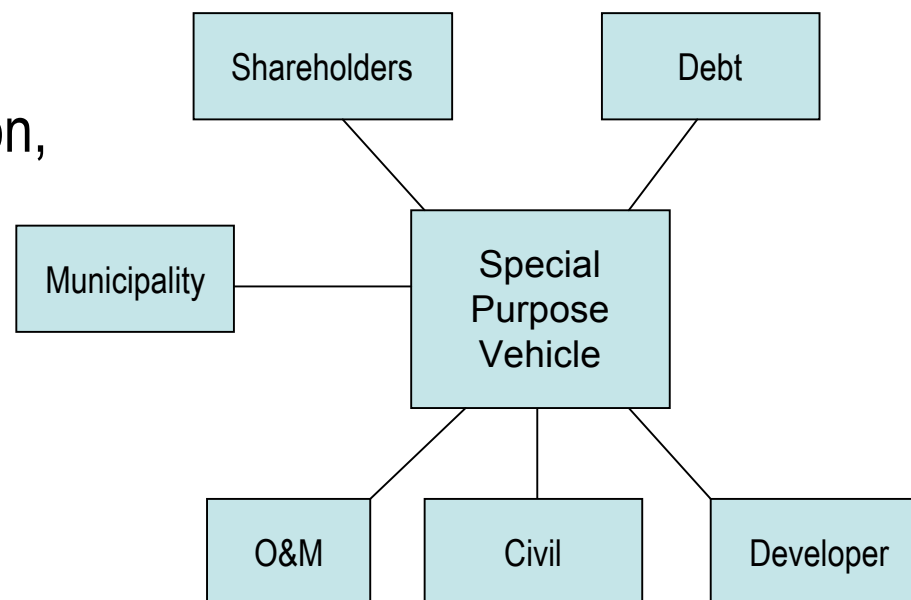 Shareholders
Debt
on,
Municipality
Special
Purpose
Vehicle
O&M
Civil
Developer